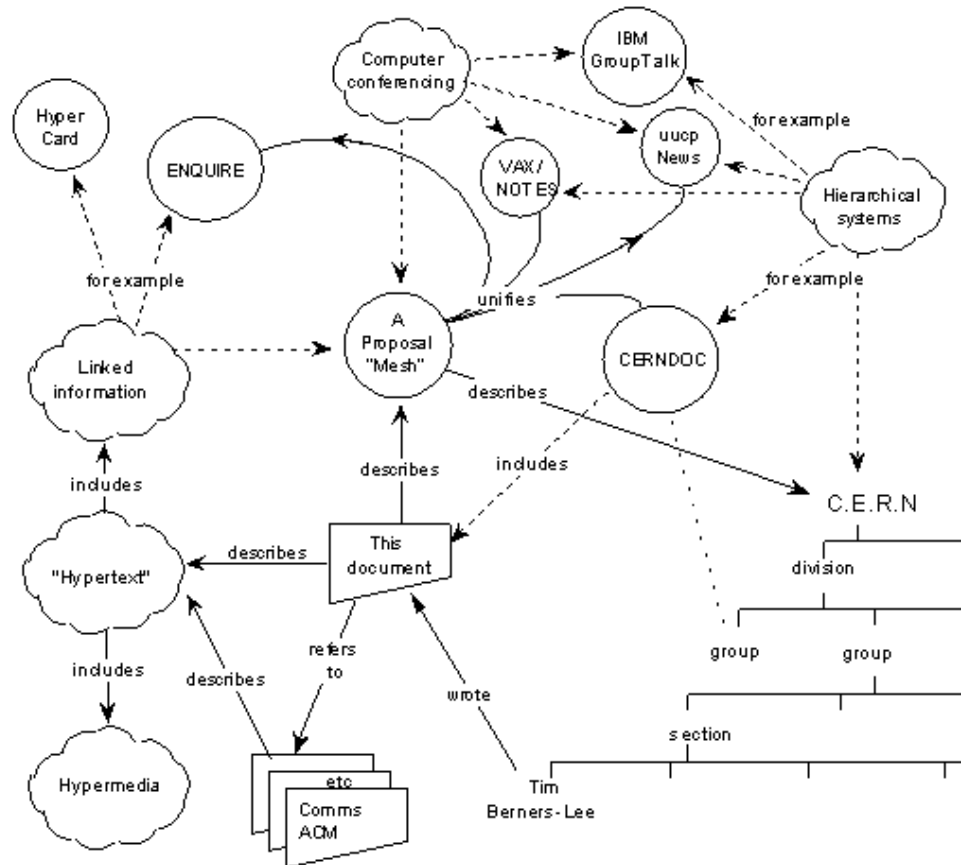 IBM
GroupTalk
Computer
conferencing
Hyper
Card
for example
uucp
News
ENQUIRE
VAX/
NOTES
Hierarchical
systems
for example
for example
unifies
A
Proposal
"Mesh"
CERNDOC
Linked
information
describes
describes
includes
includes
C.E.R.N
This
document
describes
"Hypertext"
division
refers
to
group
group
includes
describes
wrote
section
Hypermedia
etc
Comms
ACM
Tim
Berners-Lee